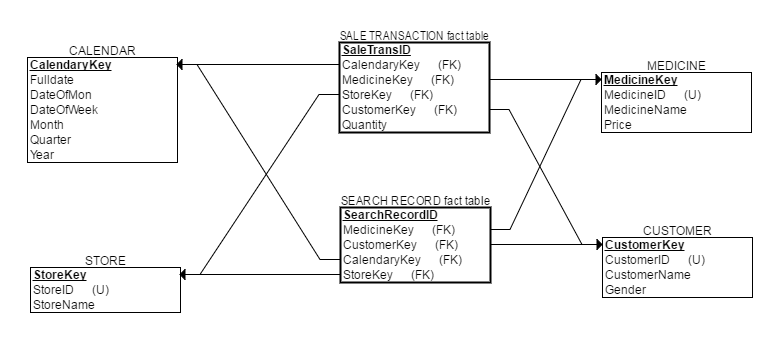 SALE TRANSACTION fact table
SaleTransID
CalendaryKey (FK)
MedicineKey (FK)
StoreKey (FK)
CustomerKey (FK)
Quantity
CALENDAR
CalendaryKey
Fulldate
DateOfMon
DateOfWeek
Month
Quarter
Year
MEDICINE
MedicineKey
MedicineID (U)
MedicineName
Price
SEARCH RECORD fact table
SearchRecordID
MedicineKey (FK)
CustomerKey (FK)
CalendaryKey (FK)
StoreKey (FK)
STORE
StoreKey
StoreID (U)
StoreName
CUSTOMER
CustomerKey
CustomerID (U)
CustomerName
Gender